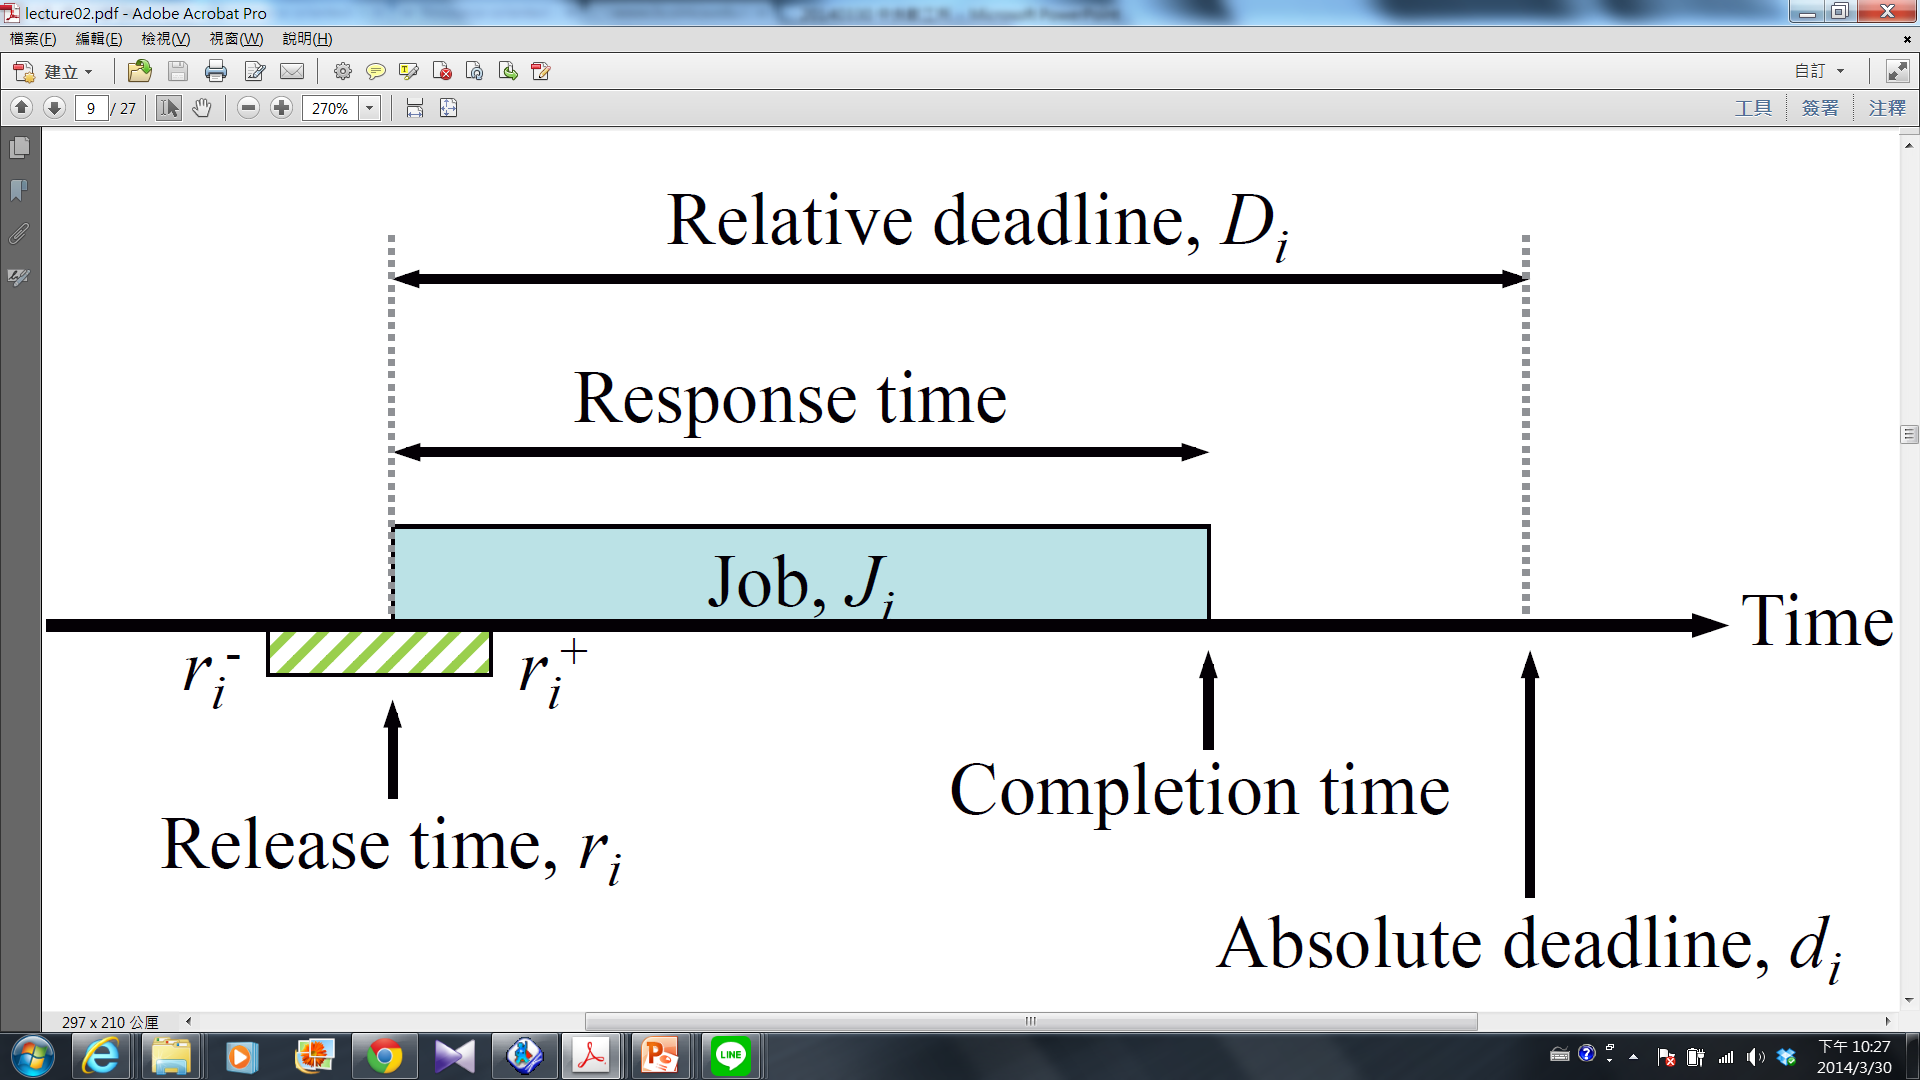 lecture02.pdf - Adobe Acrobat Pro
檔案(F) 編輯(E) 檢視(V) 視窗(W) 說明(H)
建立
自訂
9 / 27 270%
工具 簽署 注釋
Relative deadline, Di
Response time
Job, Ji
Time
ri- ri+
Completion time
Release time, ri
Absolute deadline, di
297 x 210 公厘
LINE
下午 10:27
2014/3/30